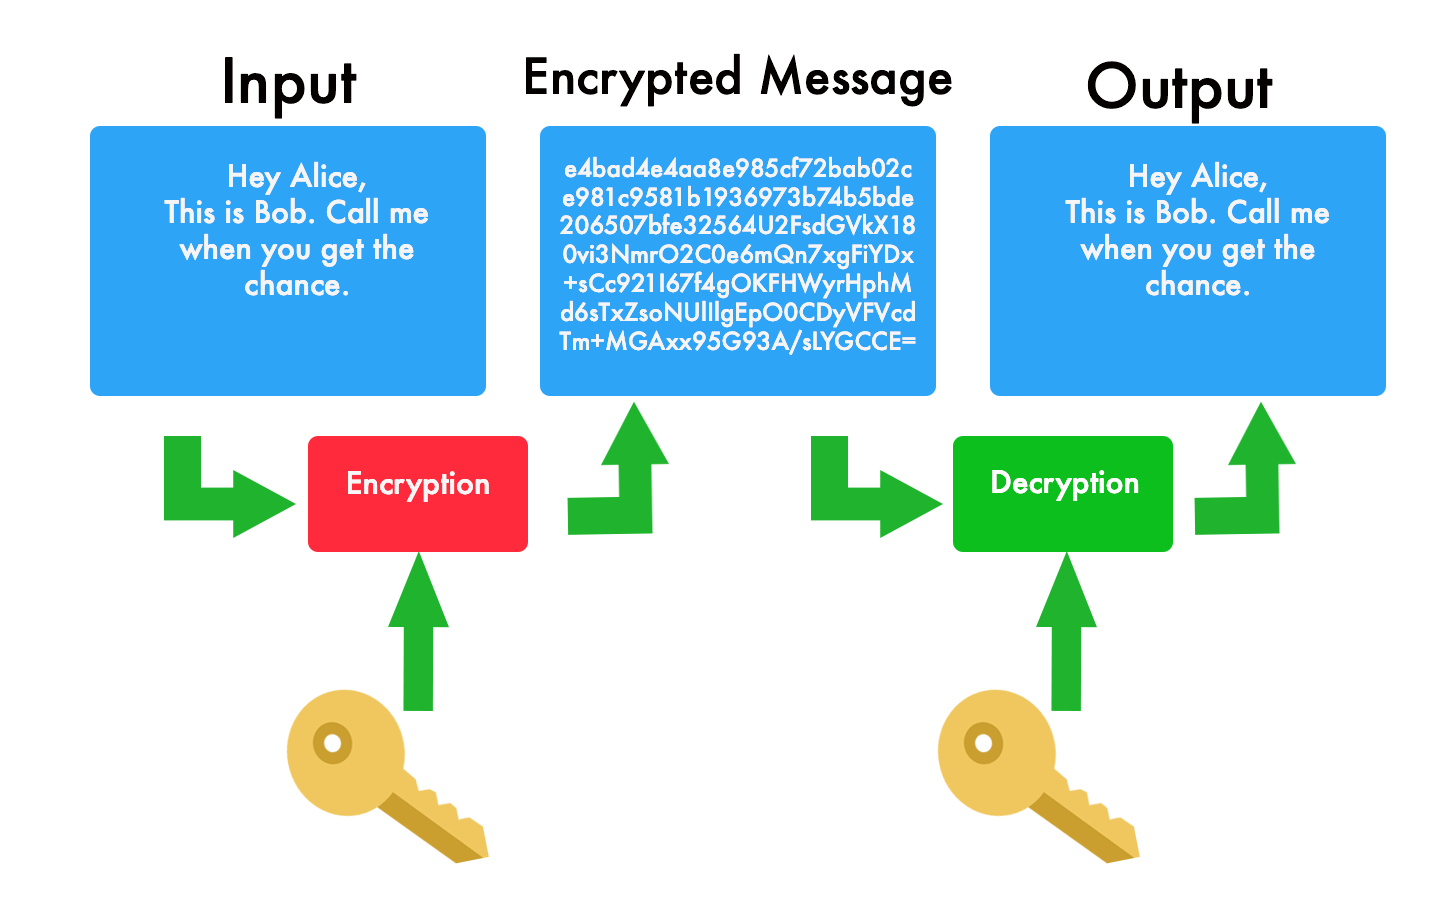 Input
Hey Alice,
This is Bob. Call me
when you get the
chance.
Encrypted Message
e4bad4e4aa8e985cf72bab02c
e981c9581b1936973b74b5bde
206507bfe32564U2FsdGVkX18
0vi3NmrO2C0e6mQn7xgFiYDx
+sCc921I67f4gOKFHWyrHphM
d6sTxZsoNUlIlgEpO0CDyVFVcd
Tm+MGAxx95G93A/sLYGCCE=
Output
Hey Alice,
This is Bob. Call me
when you get the
chance.
Encryption
Decryption